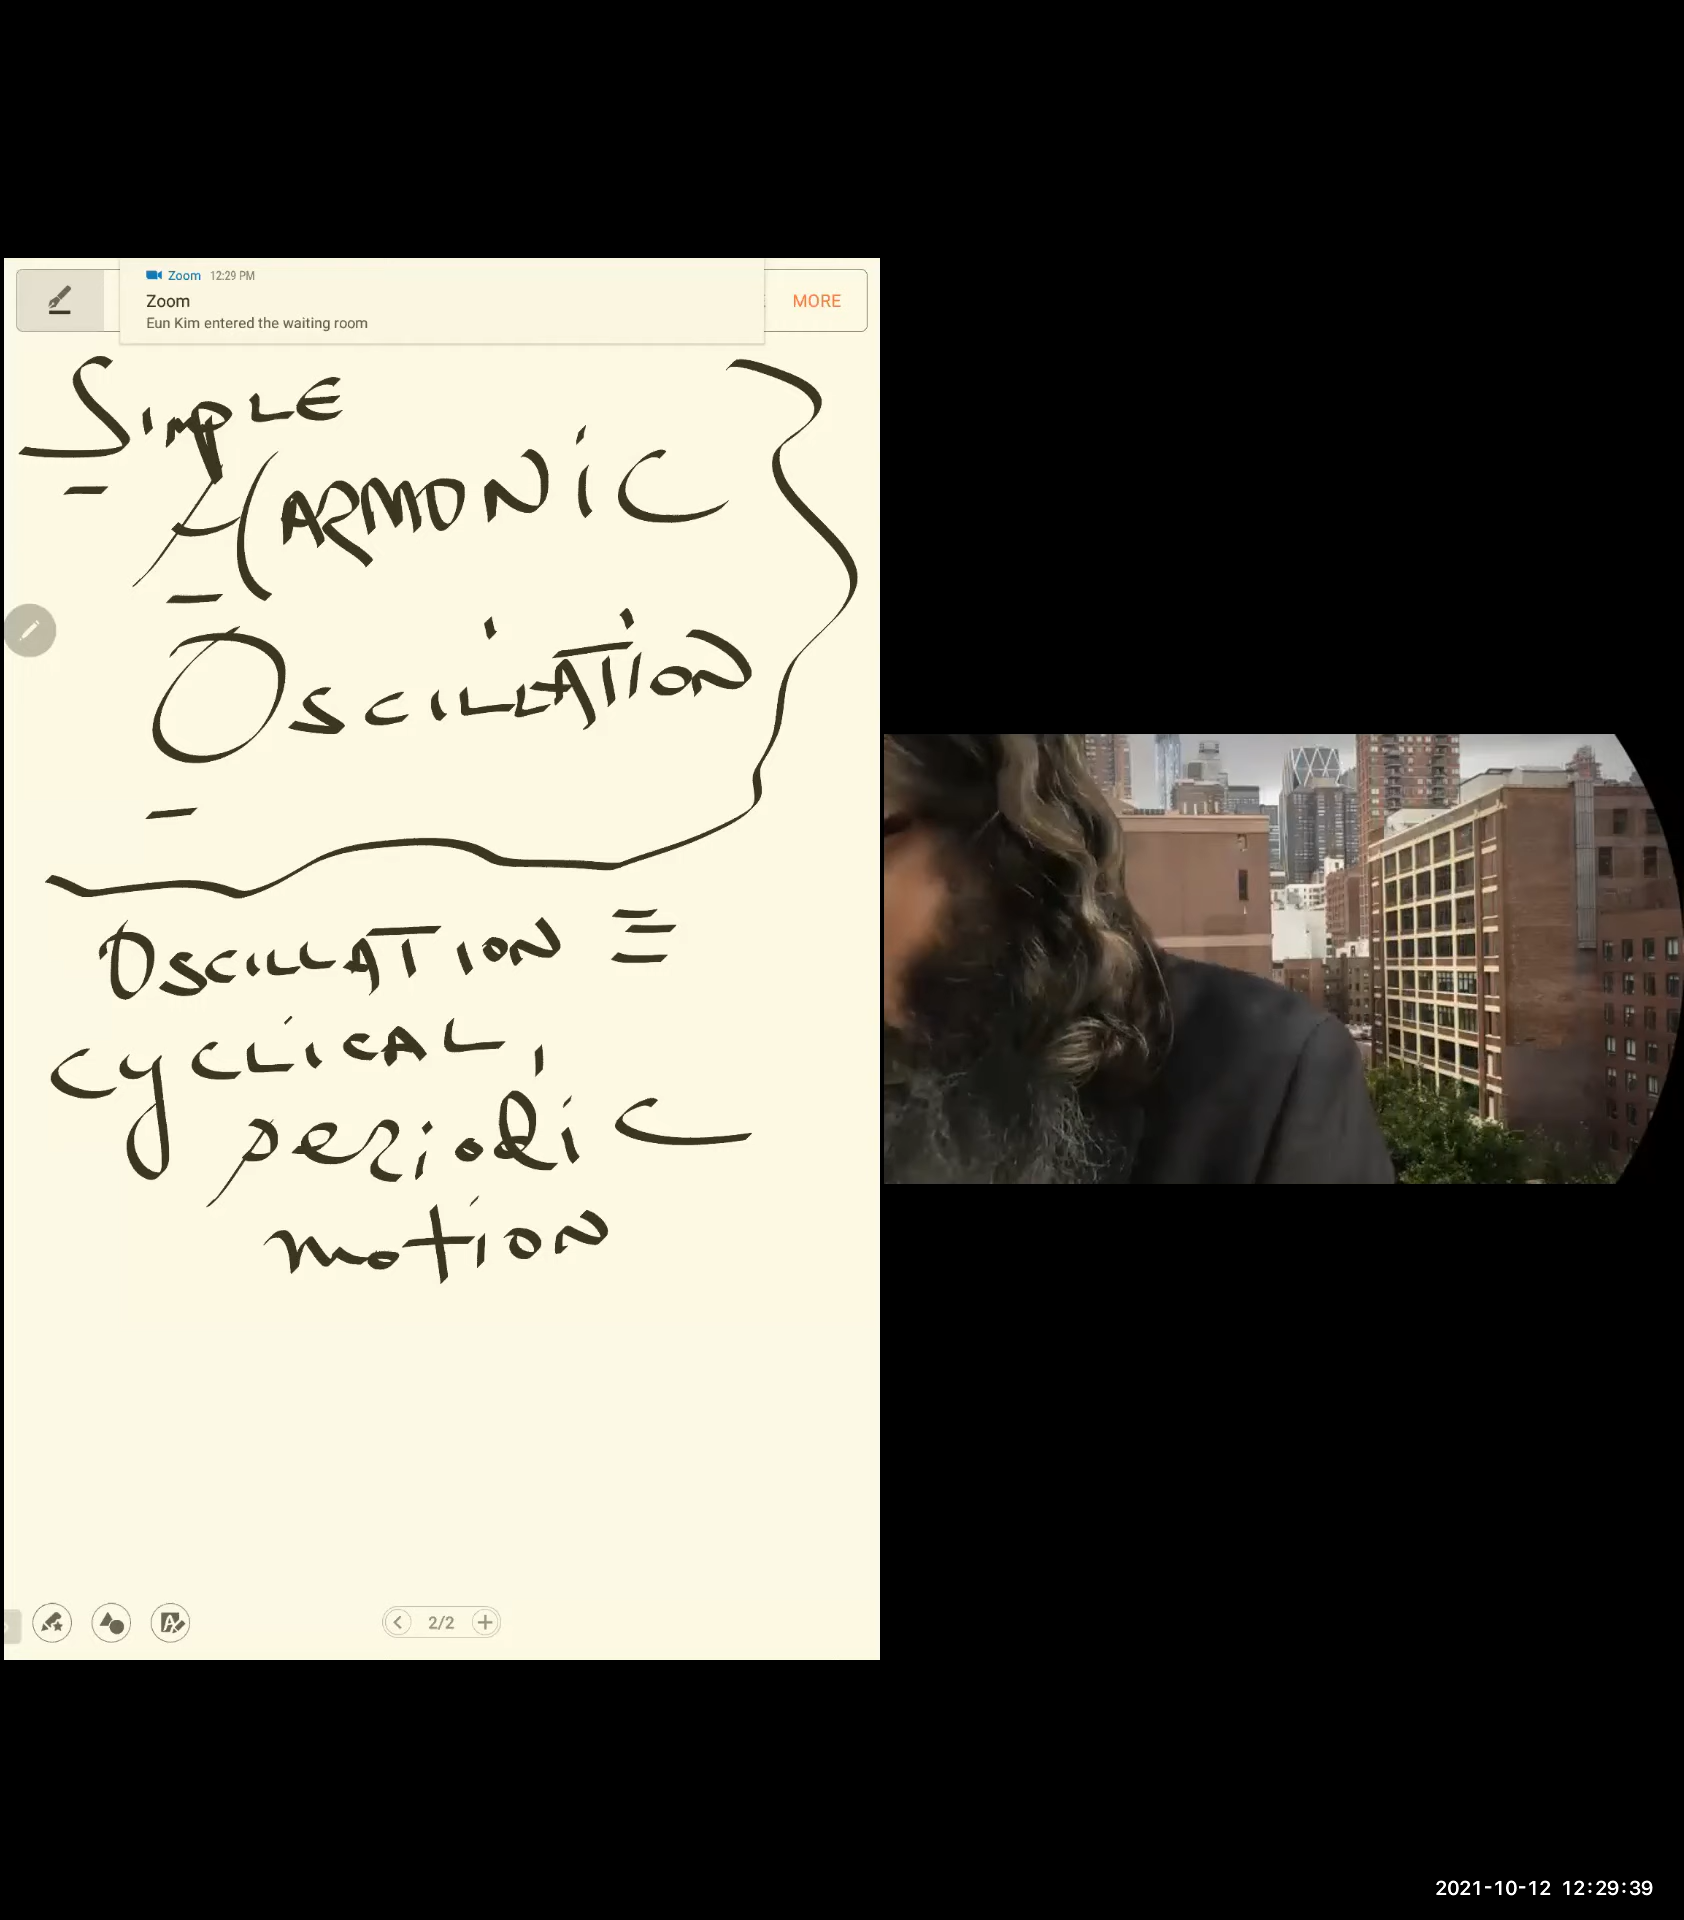 Zoom 12:29 PM
Zoom
Eun Kim entered the waiting room
MORE
SIMPLE
HARMONIC
OSCILLATION
OSCILLATION ≡
cyclicAL,
periodic
motion
2/2
2021-10-12 12:29:39